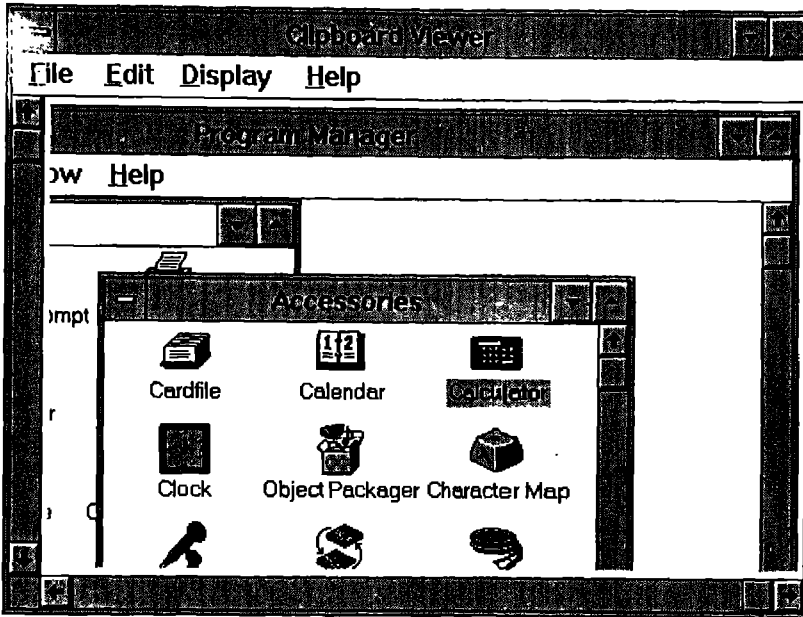 Clipboard Viewer
File Edit Display Help
Program Manager
ow Help
ompt
Accessories
Cardfile Calendar Calculator
r
Clock Object Packager Character Map
C